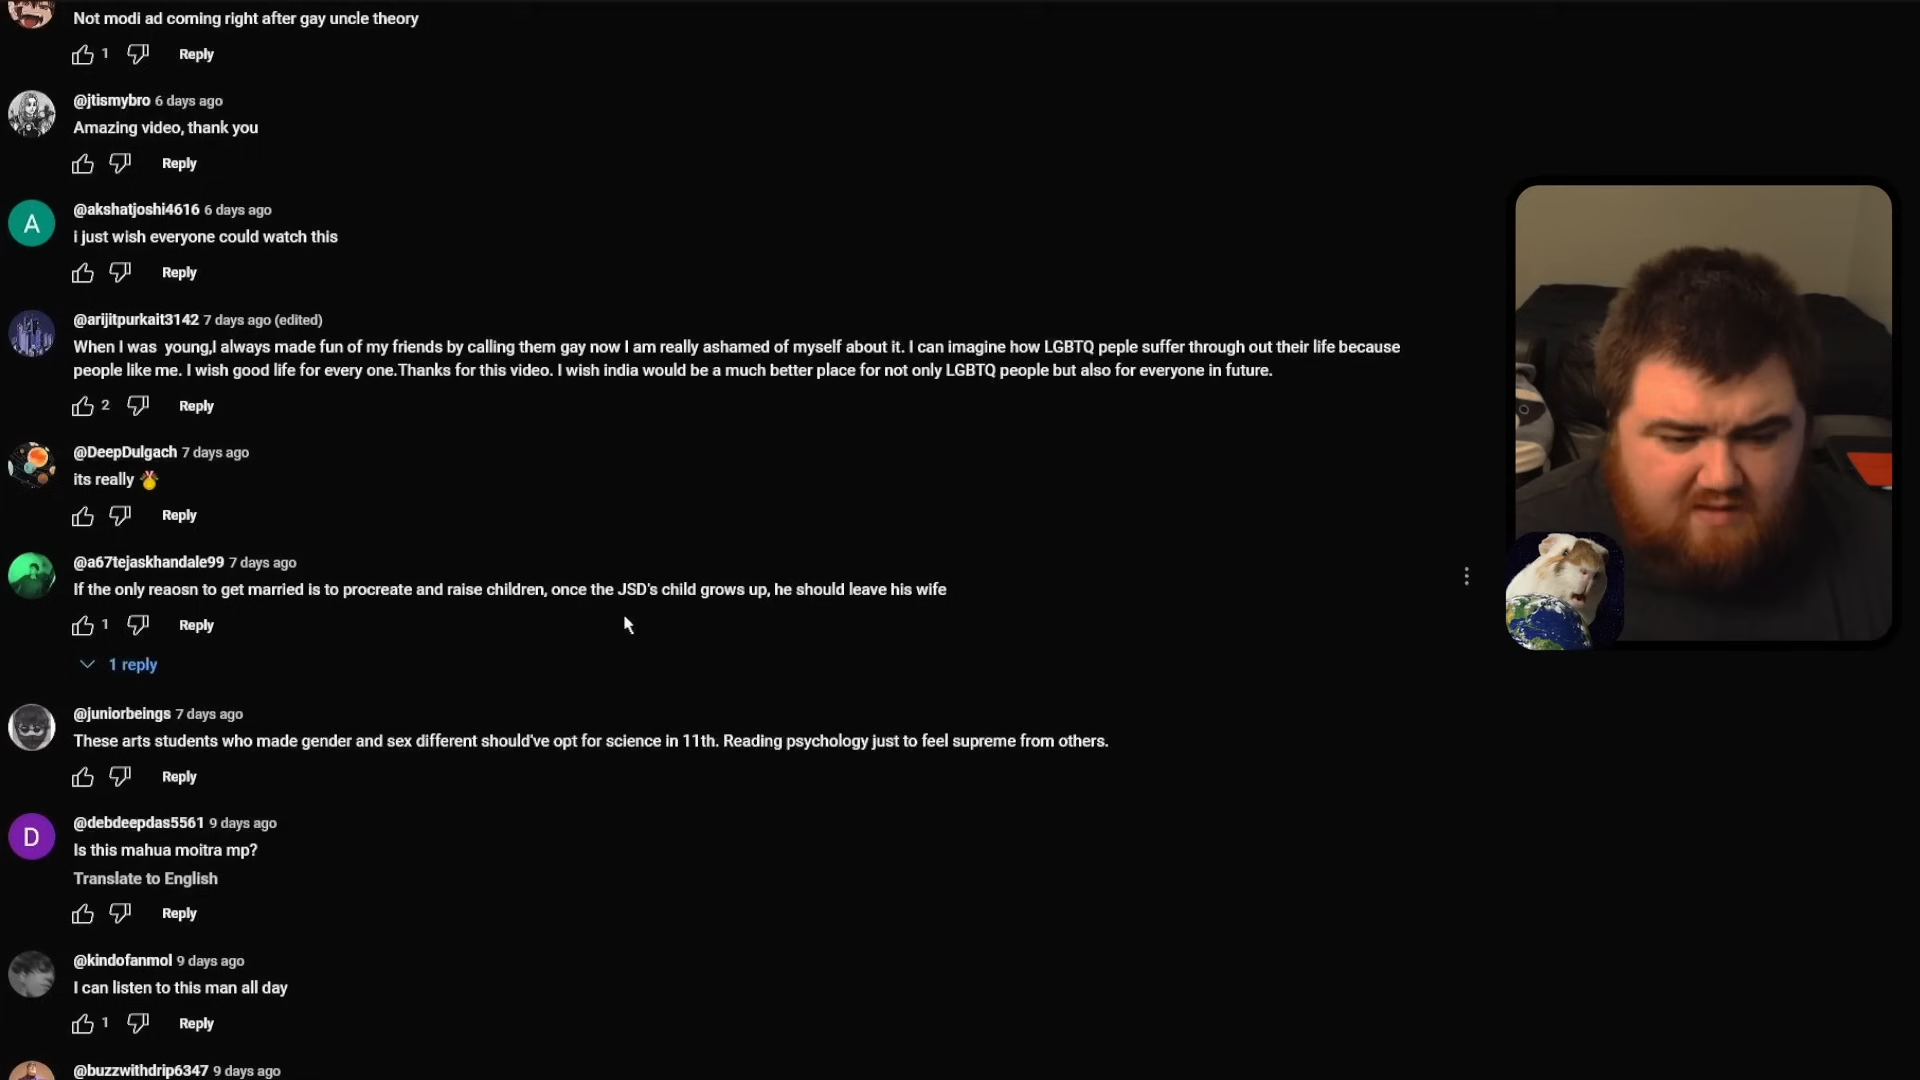 Not modi ad coming right after gay uncle theory
1 Reply
@jtismybro 6 days ago
Amazing video, thank you
Reply
A
@akshatjoshi4616 6 days ago
i just wish everyone could watch this
Reply
@arijitpurkait3142 7 days ago (edited)
When I was young,I always made fun of my friends by calling them gay now I am really ashamed of myself about it. I can imagine how LGBTQ peple suffer through out their life because
people like me. I wish good life for every one.Thanks for this video. I wish india would be a much better place for not only LGBTQ people but also for everyone in future.
2 Reply
@DeepDulgach 7 days ago
its really 🏅
Reply
@a67tejaskhandale99 7 days ago
If the only reaosn to get married is to procreate and raise children, once the JSD's child grows up, he should leave his wife
1 Reply
1 reply
@juniorbeings 7 days ago
These arts students who made gender and sex different should've opt for science in 11th. Reading psychology just to feel supreme from others.
Reply
D
@debdeepdas5561 9 days ago
Is this mahua moitra mp?
Translate to English
Reply
@kindofanmol 9 days ago
I can listen to this man all day
1 Reply
@buzzwithdrip6347 9 days ago